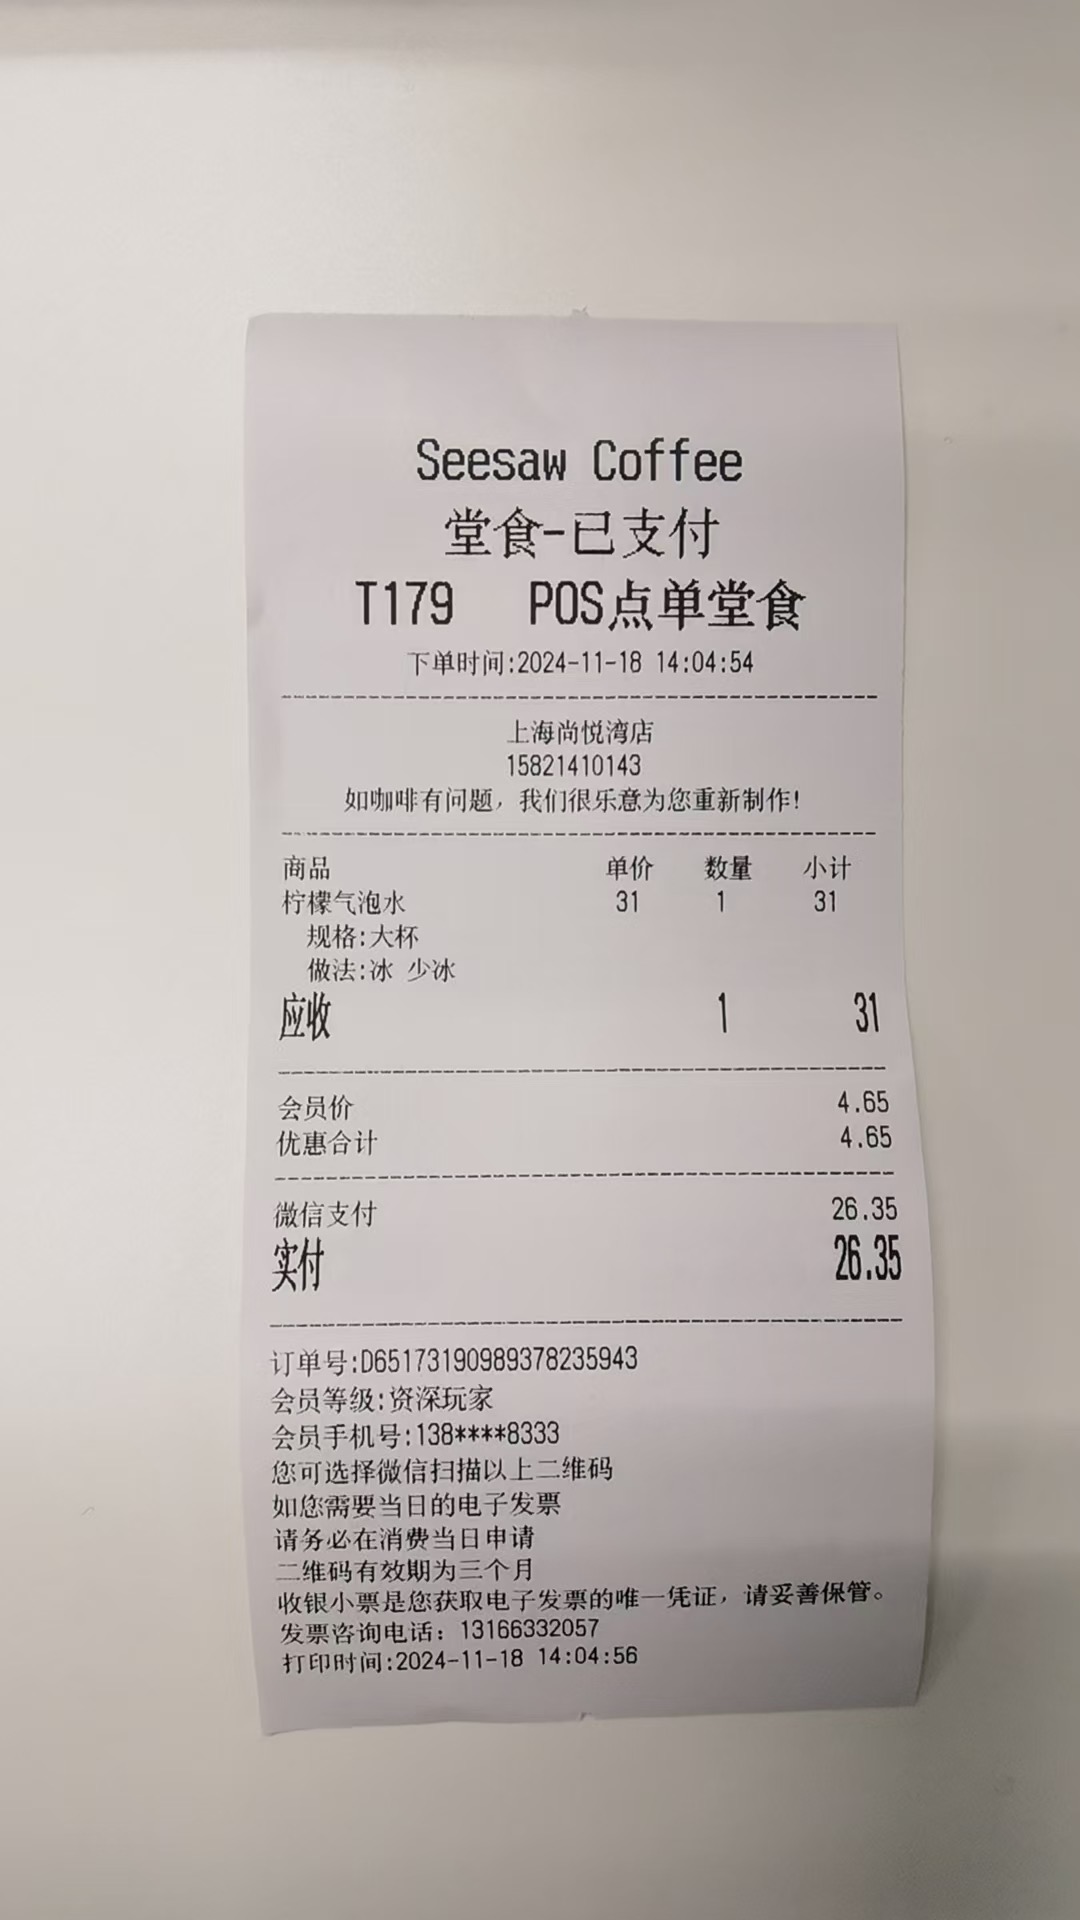 Seesaw Coffee
堂食-已支付
T179 POS点单堂食
下单时间:2024-11-18 14:04:54
上海尚悦湾店
15821410143
如咖啡有问题，我们很乐意为您重新制作!
商品 单价 数量 小计
柠檬气泡水 31 1 31
规格:大杯
做法:冰 少冰
应收 1 31
会员价 4.65
优惠合计 4.65
微信支付 26.35
实付 26.35
订单号:D65173190989378235943
会员等级:资深玩家
会员手机号:138****8333
您可选择微信扫描以上二维码
如您需要当日的电子发票
请务必在消费当日申请
二维码有效期为三个月
收银小票是您获取电子发票的唯一凭证，请妥善保管。
发票咨询电话：13166332057
打印时间:2024-11-18 14:04:56